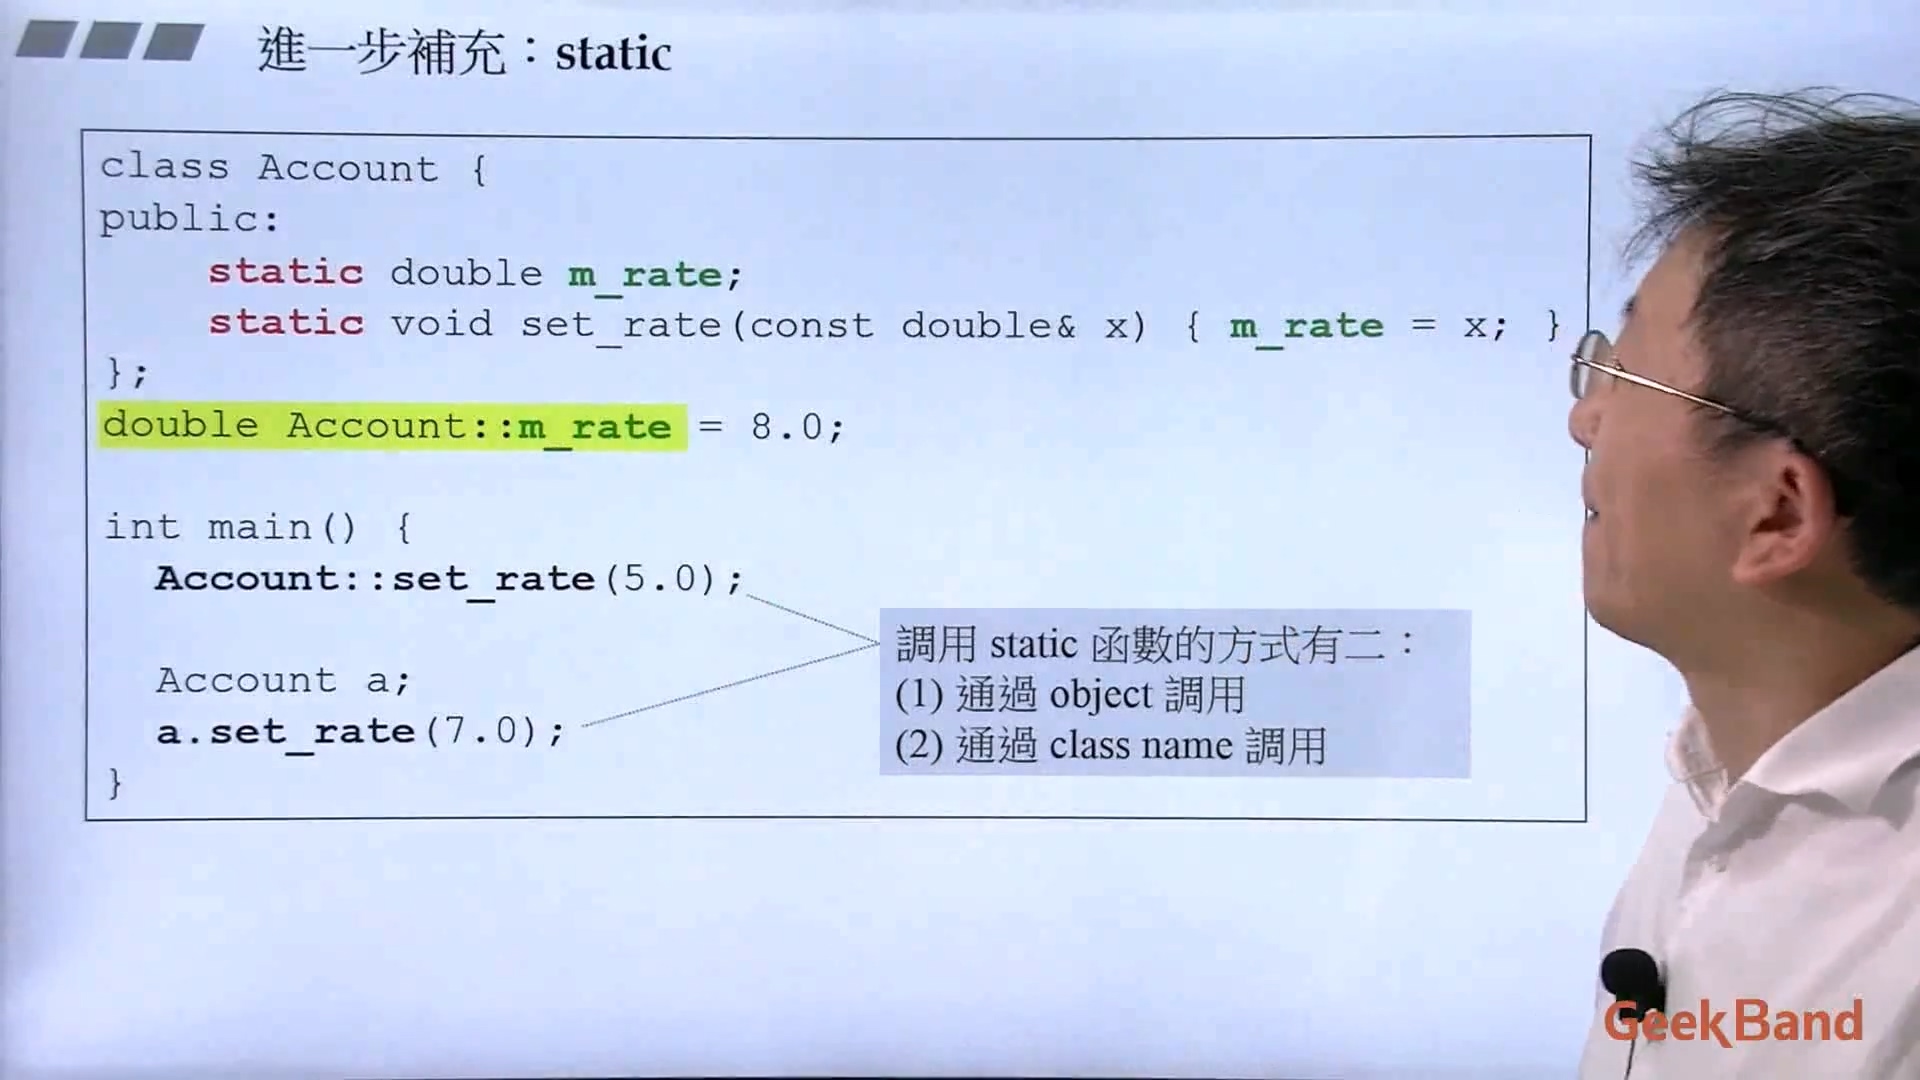 進一步補充：static
class Account {
public:
static double m_rate;
static void set_rate(const double& x) { m_rate = x; }
};
double Account::m_rate = 8.0;
int main() {
Account::set_rate(5.0);
Account a;
a.set_rate(7.0);
}
調用 static 函數的方式有二：
(1) 通過 object 調用
(2) 通過 class name 調用
GeekBand